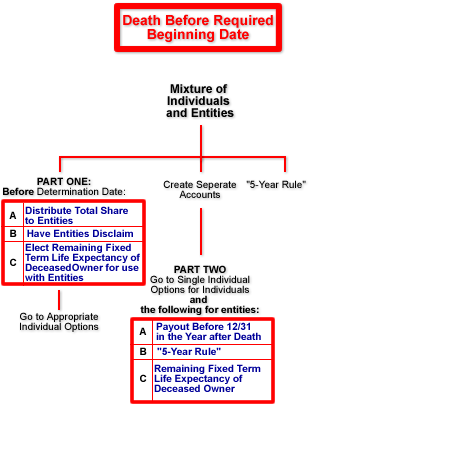 Death Before Required
Beginning Date
Mixture of
Individuals
and Entities
PART ONE:
Before Determination Date:
A Distribute Total Share
to Entities
B Have Entities Disclaim
C Elect Remaining Fixed
Term Life Expectancy of
DeceasedOwner for use
with Entities
Go to Appropriate
Individual Options
Create Seperate
Accounts
"5-Year Rule"
PART TWO
Go to Single Individual
Options for Individuals
and
the following for entities:
A Payout Before 12/31
in the Year after Death
B "5-Year Rule"
C Remaining Fixed Term
Life Expectancy of
Deceased Owner